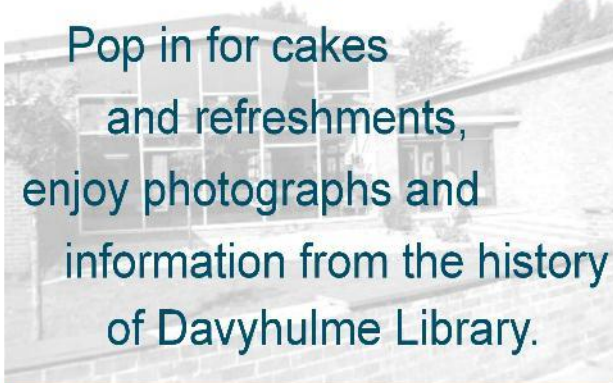 Pop in for cakes
and refreshments,
enjoy photographs and
information from the history
of Davyhulme Library.